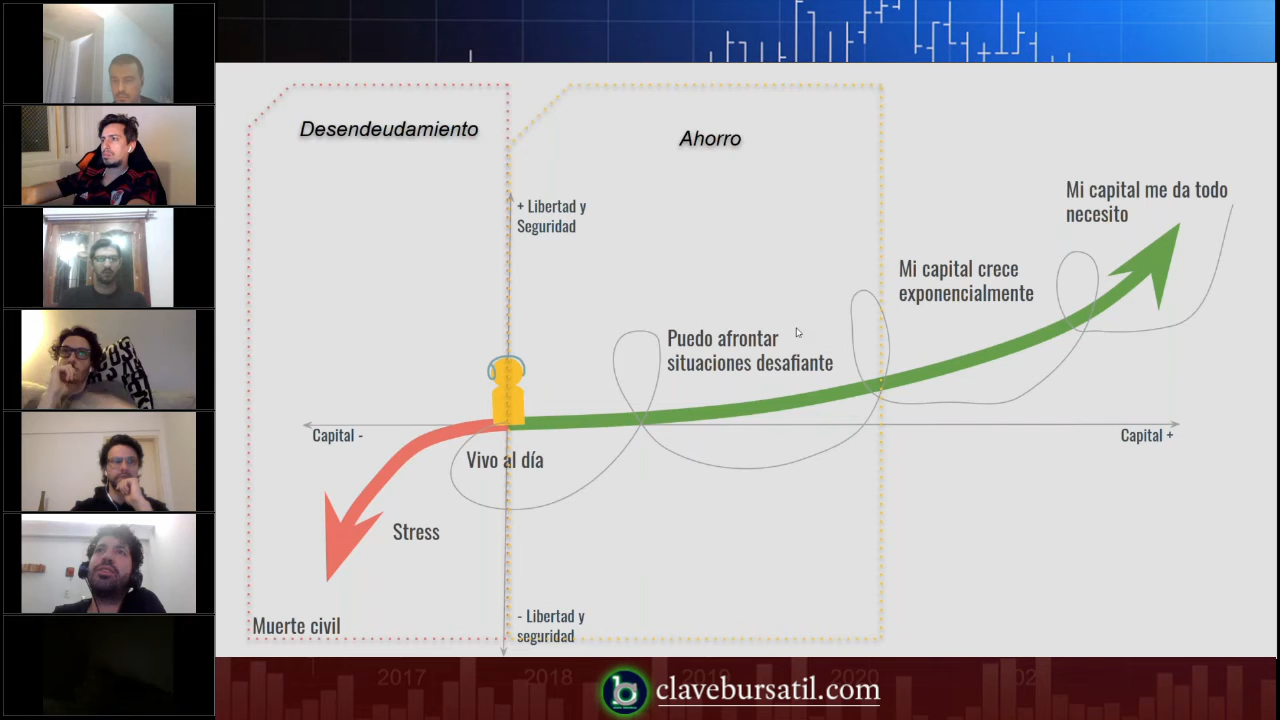 Desendeudamiento
Ahorro
Mi capital me da todo
necesito
+ Libertad y
Seguridad
Mi capital crece
exponencialmente
Puedo afrontar
situaciones desafiante
Capital -
Capital +
Vivo al día
Stress
- Libertad y
seguridad
Muerte civil
2017
2018
2020
clavebursatil.com